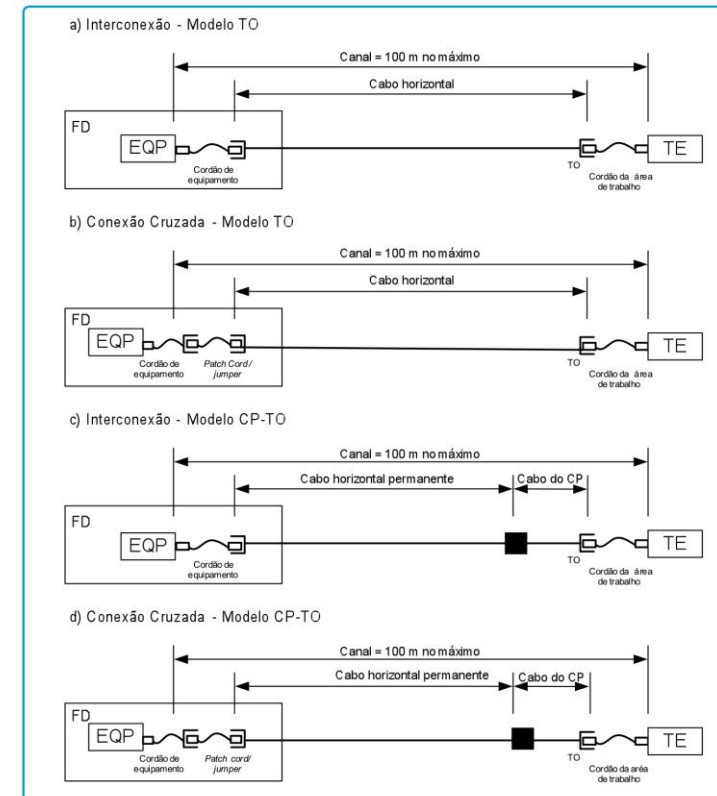 a) Interconexão - Modelo TO
Canal = 100 m no máximo
Cabo horizontal
FD
EQP
TE
Cordão de
equipamento
TO
Cordão da área
de trabalho
b) Conexão Cruzada - Modelo TO
Canal = 100 m no máximo
Cabo horizontal
FD
EQP
TE
Cordão de
equipamento
Patch Cord/
jumper
TO
Cordão da área
de trabalho
c) Interconexão - Modelo CP-TO
Canal = 100 m no máximo
Cabo horizontal permanente
Cabo do CP
FD
EQP
TE
Cordão de
equipamento
TO
Cordão da área
de trabalho
d) Conexão Cruzada - Modelo CP-TO
Canal = 100 m no máximo
Cabo horizontal permanente
Cabo do CP
FD
EQP
TE
Cordão de
equipamento
Patch cord/
jumper
TO
Cordão da aréa
de trabalho